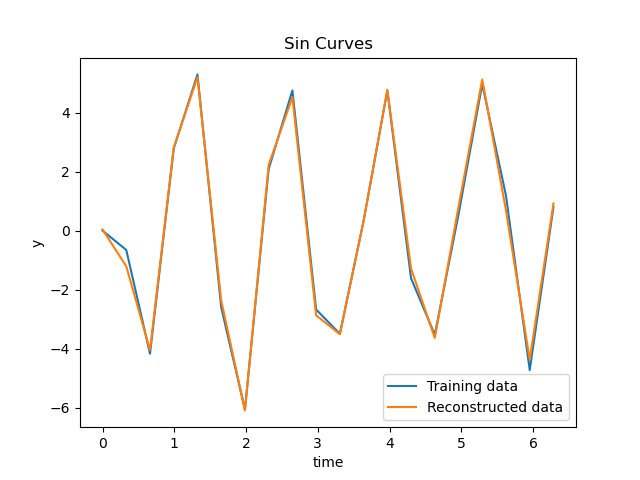 Sin Curves
4
2
0
−2
−4
−6
y
0 1 2 3 4 5 6
time
Training data
Reconstructed data